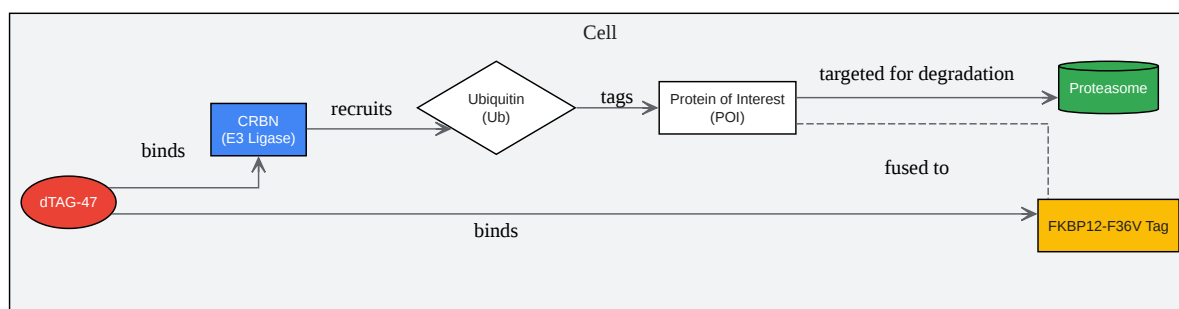 Cell
targeted for degradation
Proteasome
Ubiquitin
(Ub)
tags
Protein of Interest
(POI)
recruits
CRBN
(E3 Ligase)
binds
fused to
dTAG-47
binds
FKBP12-F36V Tag